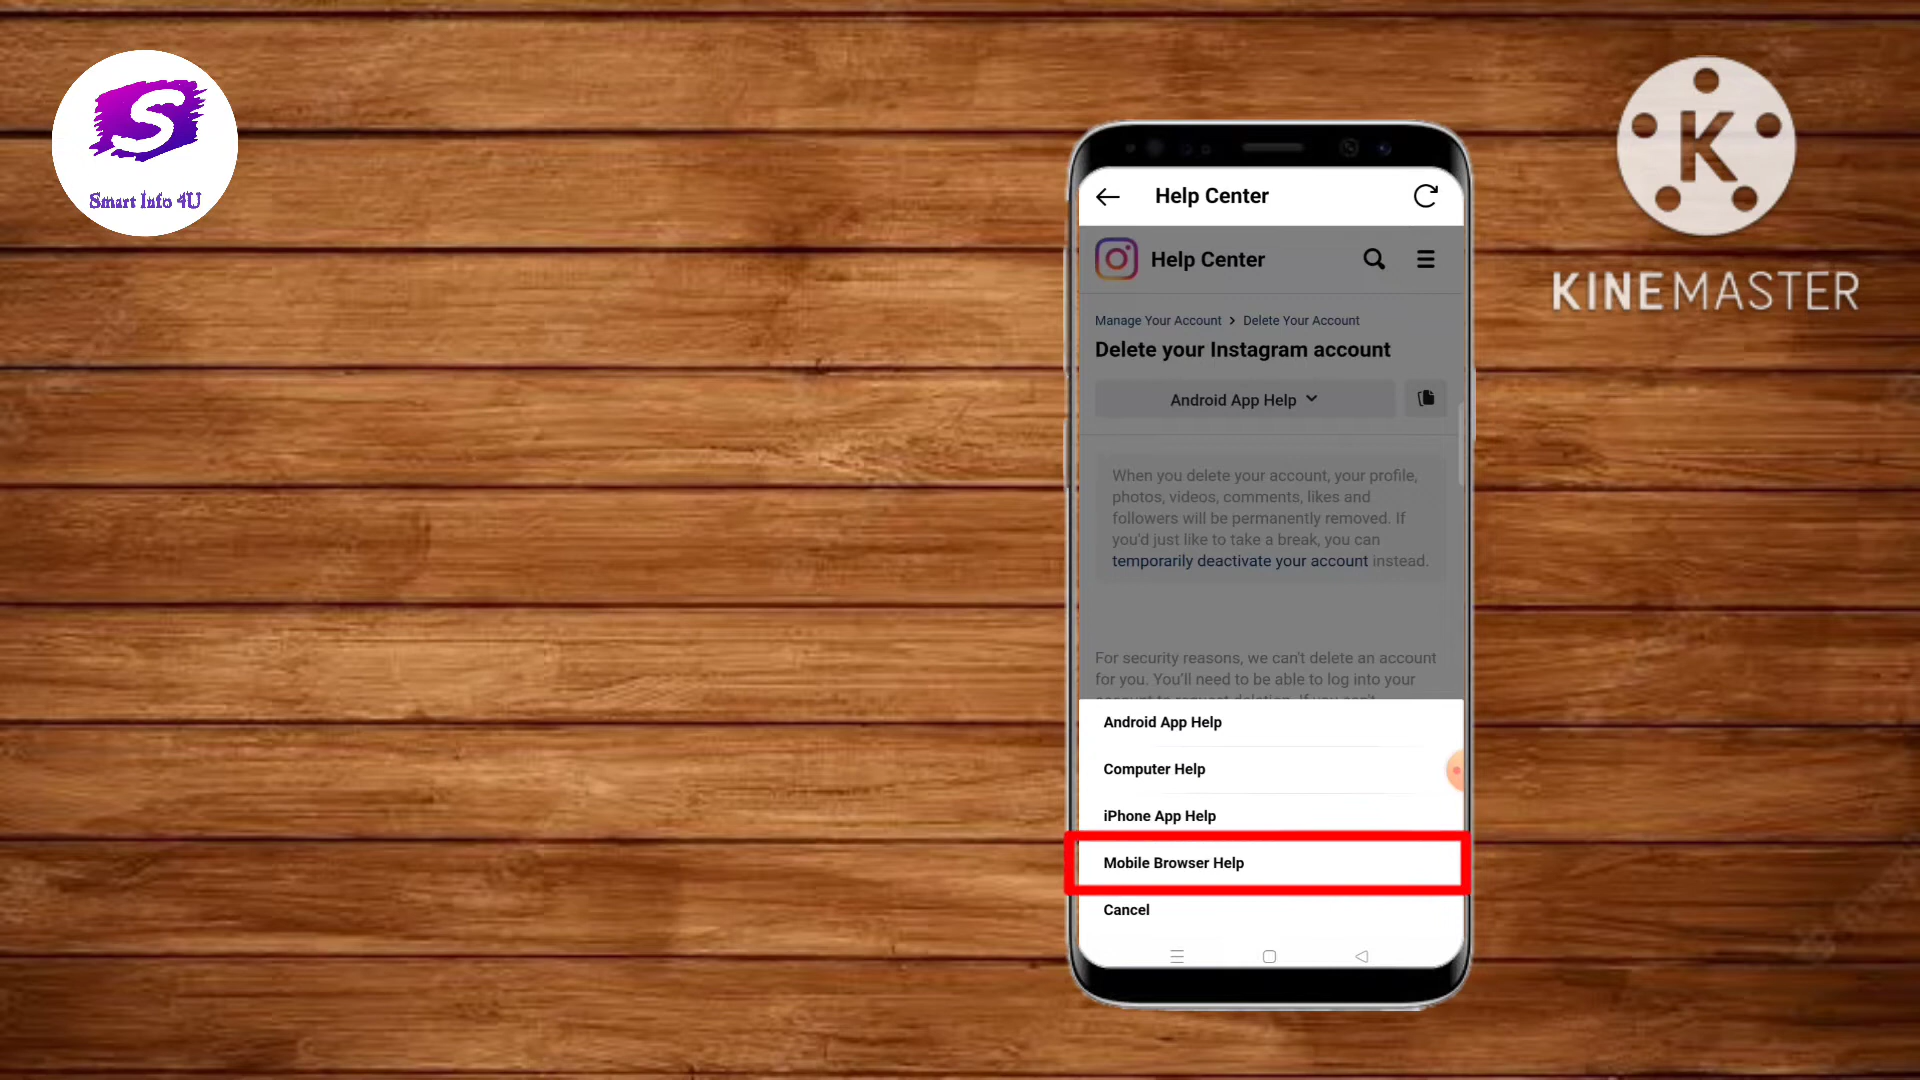 S
Smart Info 4U
K
KINEMASTER
Help Center
Help Center
Manage Your Account > Delete Your Account
Delete your Instagram account
Android App Help
When you delete your account, your profile,
photos, videos, comments, likes and
followers will be permanently removed. If
you'd just like to take a break, you can
temporarily deactivate your account instead.
For security reasons, we can't delete an account
for you. You'll need to be able to log into your
Android App Help
Computer Help
iPhone App Help
Mobile Browser Help
Cancel